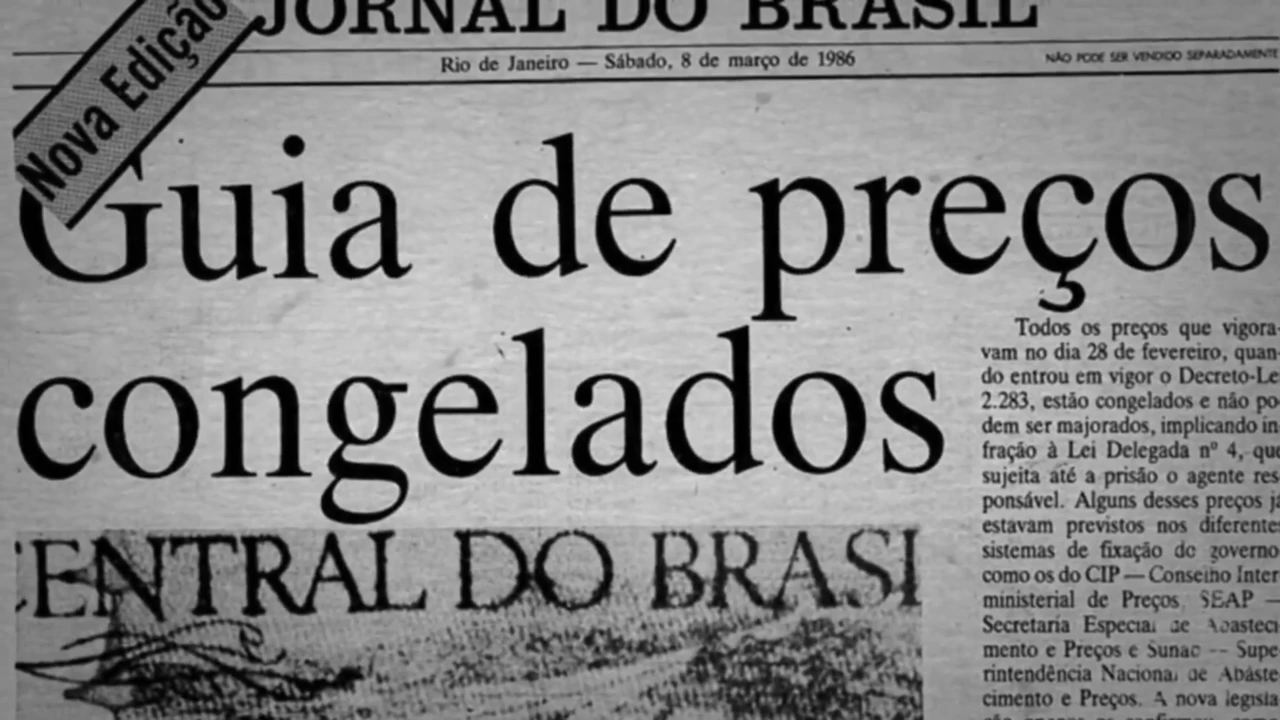 JORNAL DO BRASIL
Nova Edição
Rio de Janeiro — Sábado, 8 de março de 1986
NÃO PODE SER VENDIDO SEPARADAMENTE
Guia de preços
congelados
Todos os preços que vigora-
vam no dia 28 de fevereiro, quan-
do entrou em vigor o Decreto-Le
2.283, estão congelados e não po-
dem ser majorados, implicando in-
fração à Lei Delegada nº 4, que
sujeita até a prisão o agente res-
ponsável. Alguns desses preços já
estavam previstos nos diferente
sistemas de fixação do governo
como os do CIP — Conselho Inter
ministerial de Preços, SEAP —
Secretaria Especial de Abasteci
mento e Preços e Sunab -- Supe
rintendência Nacional de Abaste
cimento e Preços. A nova legisla
ENTRAL DO BRASI